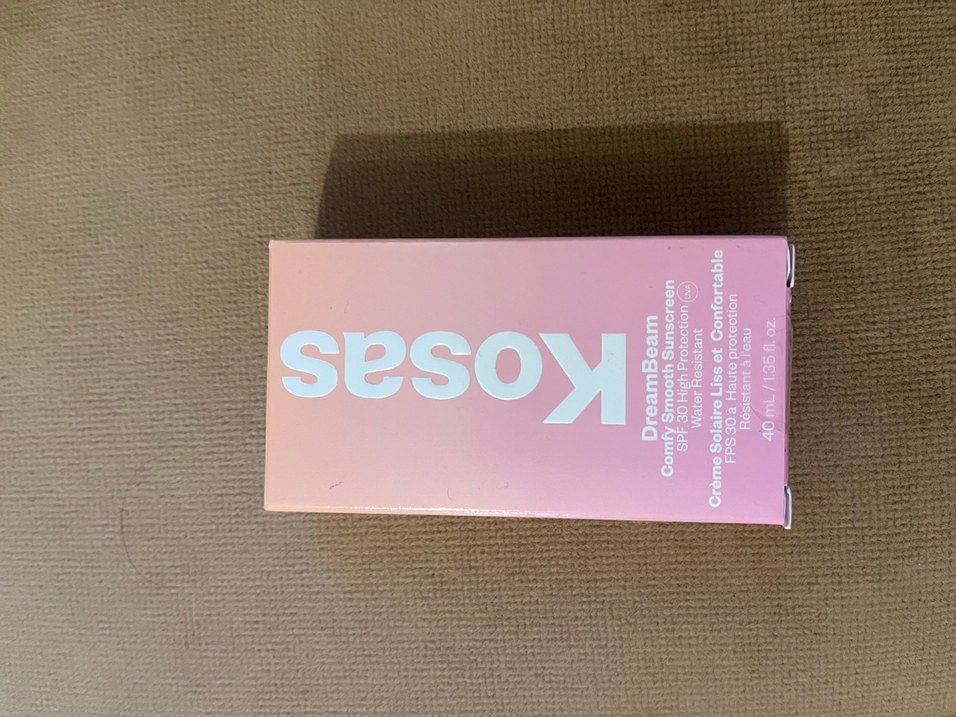 Kosas
DreamBeam
Comfy Smooth Sunscreen
SPF 30 High Protection UVA
Water Resistant
Crème Solaire Liss et Confortable
FPS 30 à Haute protection
Résistant à l'eau
40 mL / 1.35 fl. oz.